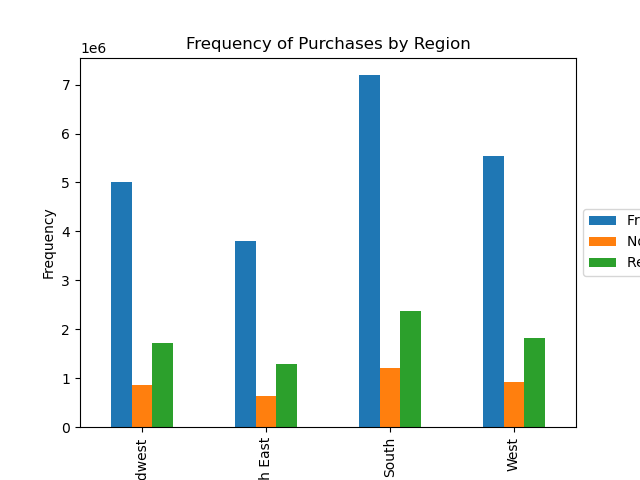 Frequency of Purchases by Region
1e6
7
6
5
4
3
2
1
0
Frequency
Fr
No
Re
dwest
h East
South
West